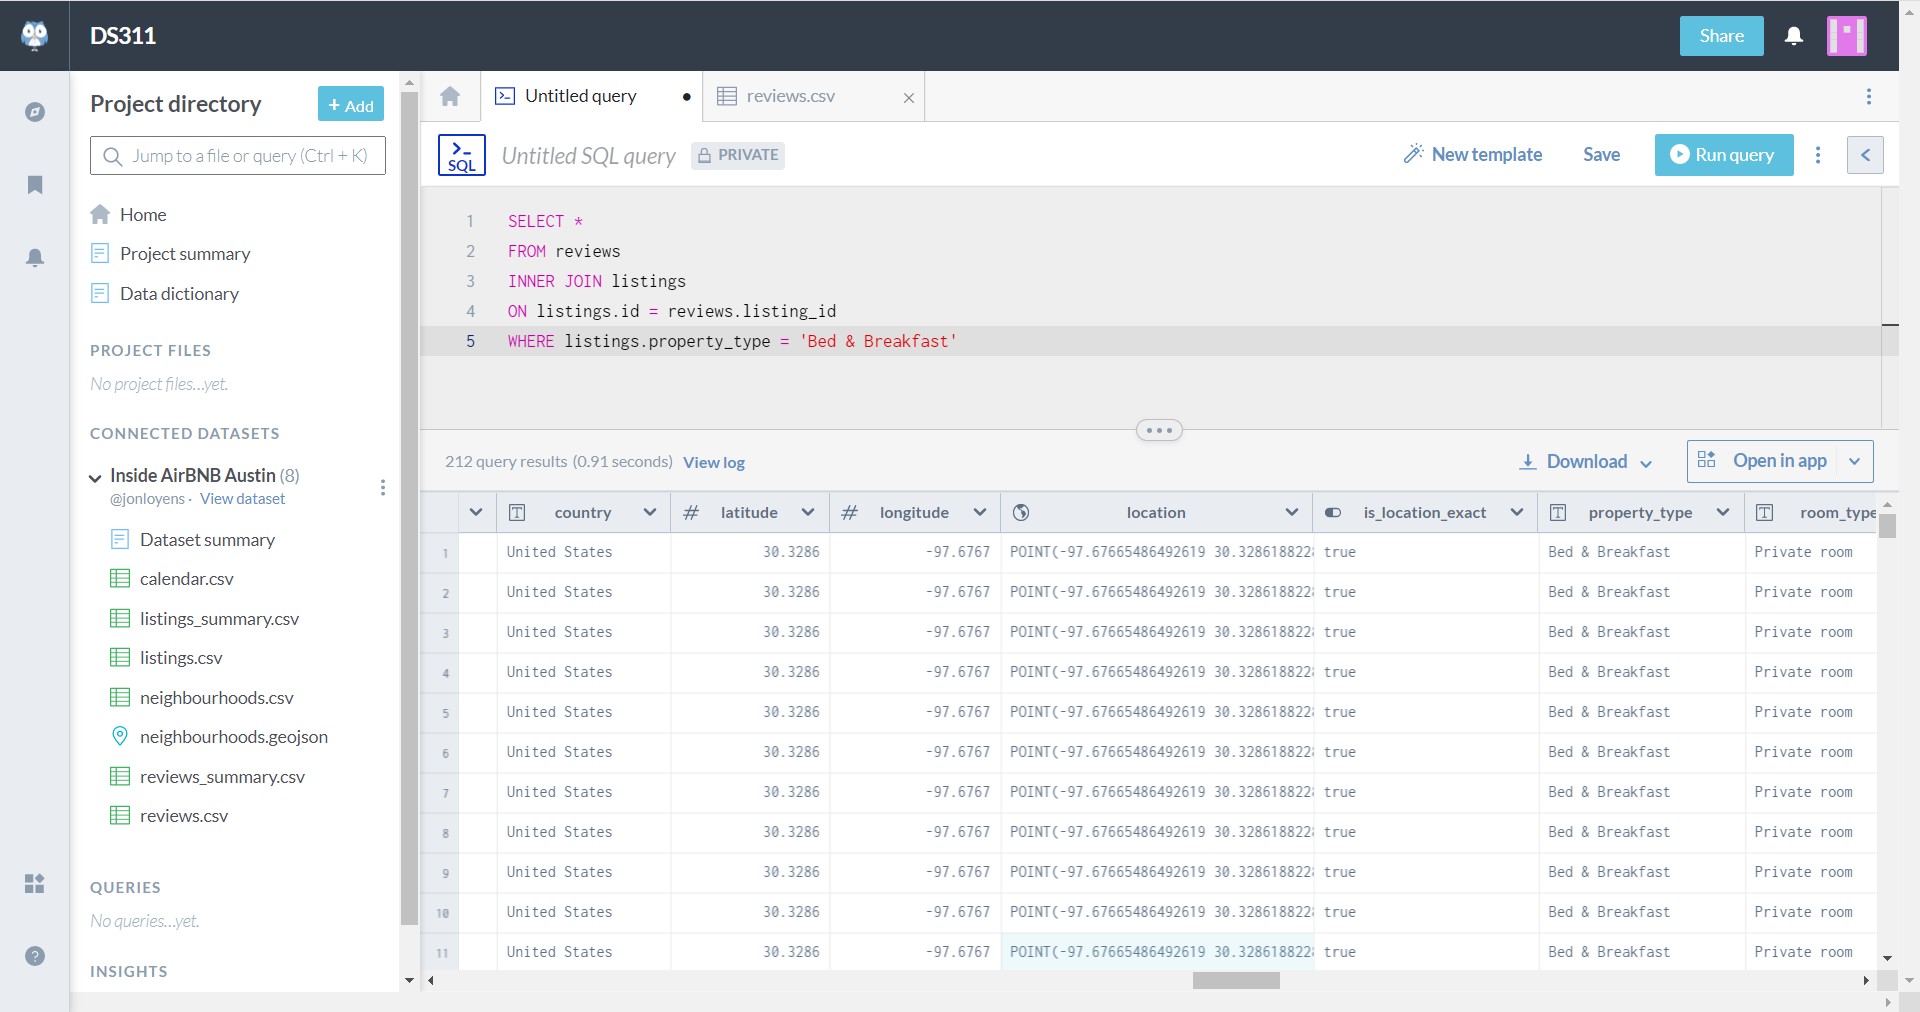 DS311
Share
Project directory
+ Add
Jump to a file or query (Ctrl + K)
Home
Project summary
Data dictionary
PROJECT FILES
No project files...yet.
CONNECTED DATASETS
Inside AirBNB Austin (8)
@jonloyens · View dataset
Dataset summary
calendar.csv
listings_summary.csv
listings.csv
neighbourhoods.csv
neighbourhoods.geojson
reviews_summary.csv
reviews.csv
QUERIES
No queries...yet.
INSIGHTS
Untitled query
reviews.csv
>_ SQL
Untitled SQL query
PRIVATE
New template
Save
Run query
1 SELECT *
2 FROM reviews
3 INNER JOIN listings
4 ON listings.id = reviews.listing_id
5 WHERE listings.property_type = 'Bed & Breakfast'
212 query results (0.91 seconds) View log
Download
Open in app
country latitude longitude location is_location_exact property_type room_type
1 United States 30.3286 -97.6767 POINT(-97.67665486492619 30.3286188228 true Bed & Breakfast Private room
2 United States 30.3286 -97.6767 POINT(-97.67665486492619 30.3286188228 true Bed & Breakfast Private room
3 United States 30.3286 -97.6767 POINT(-97.67665486492619 30.3286188228 true Bed & Breakfast Private room
4 United States 30.3286 -97.6767 POINT(-97.67665486492619 30.3286188228 true Bed & Breakfast Private room
5 United States 30.3286 -97.6767 POINT(-97.67665486492619 30.3286188228 true Bed & Breakfast Private room
6 United States 30.3286 -97.6767 POINT(-97.67665486492619 30.3286188228 true Bed & Breakfast Private room
7 United States 30.3286 -97.6767 POINT(-97.67665486492619 30.3286188228 true Bed & Breakfast Private room
8 United States 30.3286 -97.6767 POINT(-97.67665486492619 30.3286188228 true Bed & Breakfast Private room
9 United States 30.3286 -97.6767 POINT(-97.67665486492619 30.3286188228 true Bed & Breakfast Private room
10 United States 30.3286 -97.6767 POINT(-97.67665486492619 30.3286188228 true Bed & Breakfast Private room
11 United States 30.3286 -97.6767 POINT(-97.67665486492619 30.3286188228 true Bed & Breakfast Private room